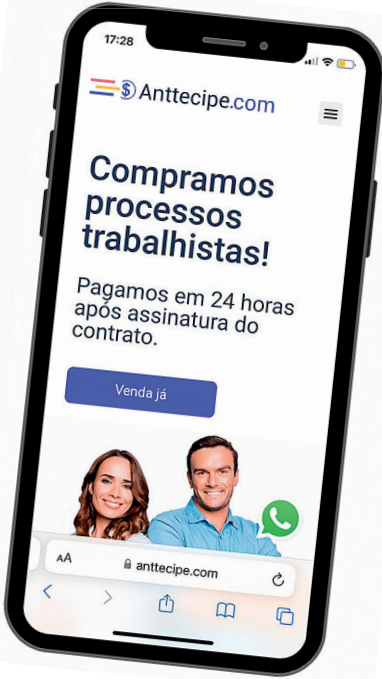 17:28
$ Anttecipe.com
Compramos
processos
trabalhistas!
Pagamos em 24 horas
após assinatura do
contrato.
Venda já
AA
anttecipe.com